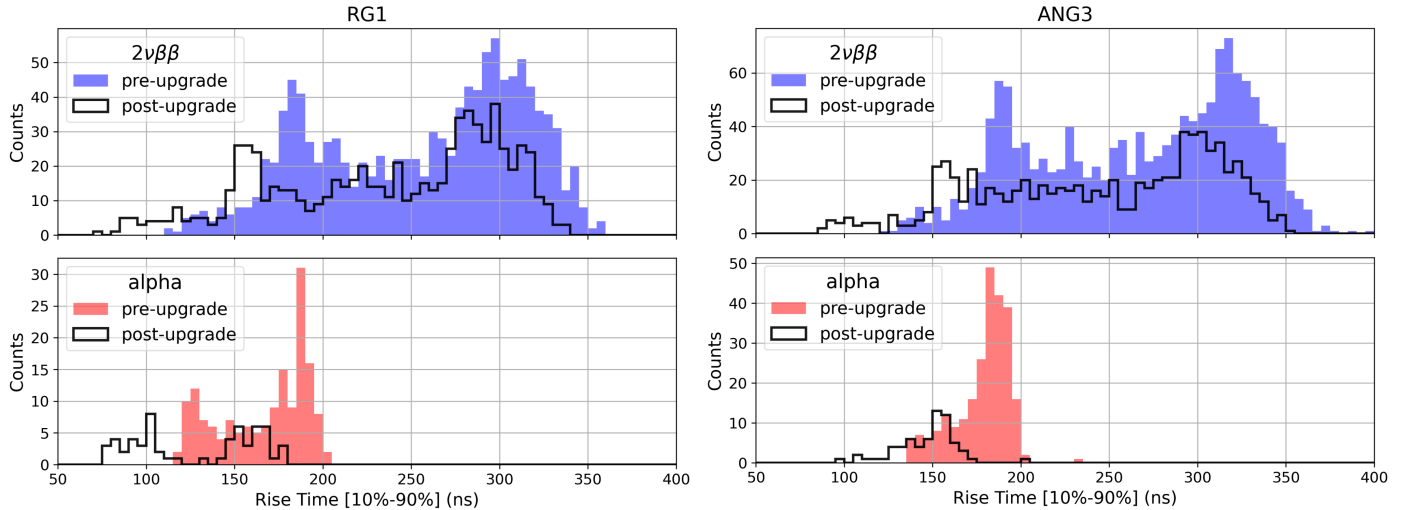 RG1
ANG3
2νββ
pre-upgrade
post-upgrade
Counts
0
10
20
30
40
50
2νββ
pre-upgrade
post-upgrade
Counts
0
20
40
60
alpha
pre-upgrade
post-upgrade
Counts
0
5
10
15
20
25
30
50 100 150 200 250 300 350 400
Rise Time [10%-90%] (ns)
alpha
pre-upgrade
post-upgrade
Counts
0
10
20
30
40
50
50 100 150 200 250 300 350 400
Rise Time [10%-90%] (ns)